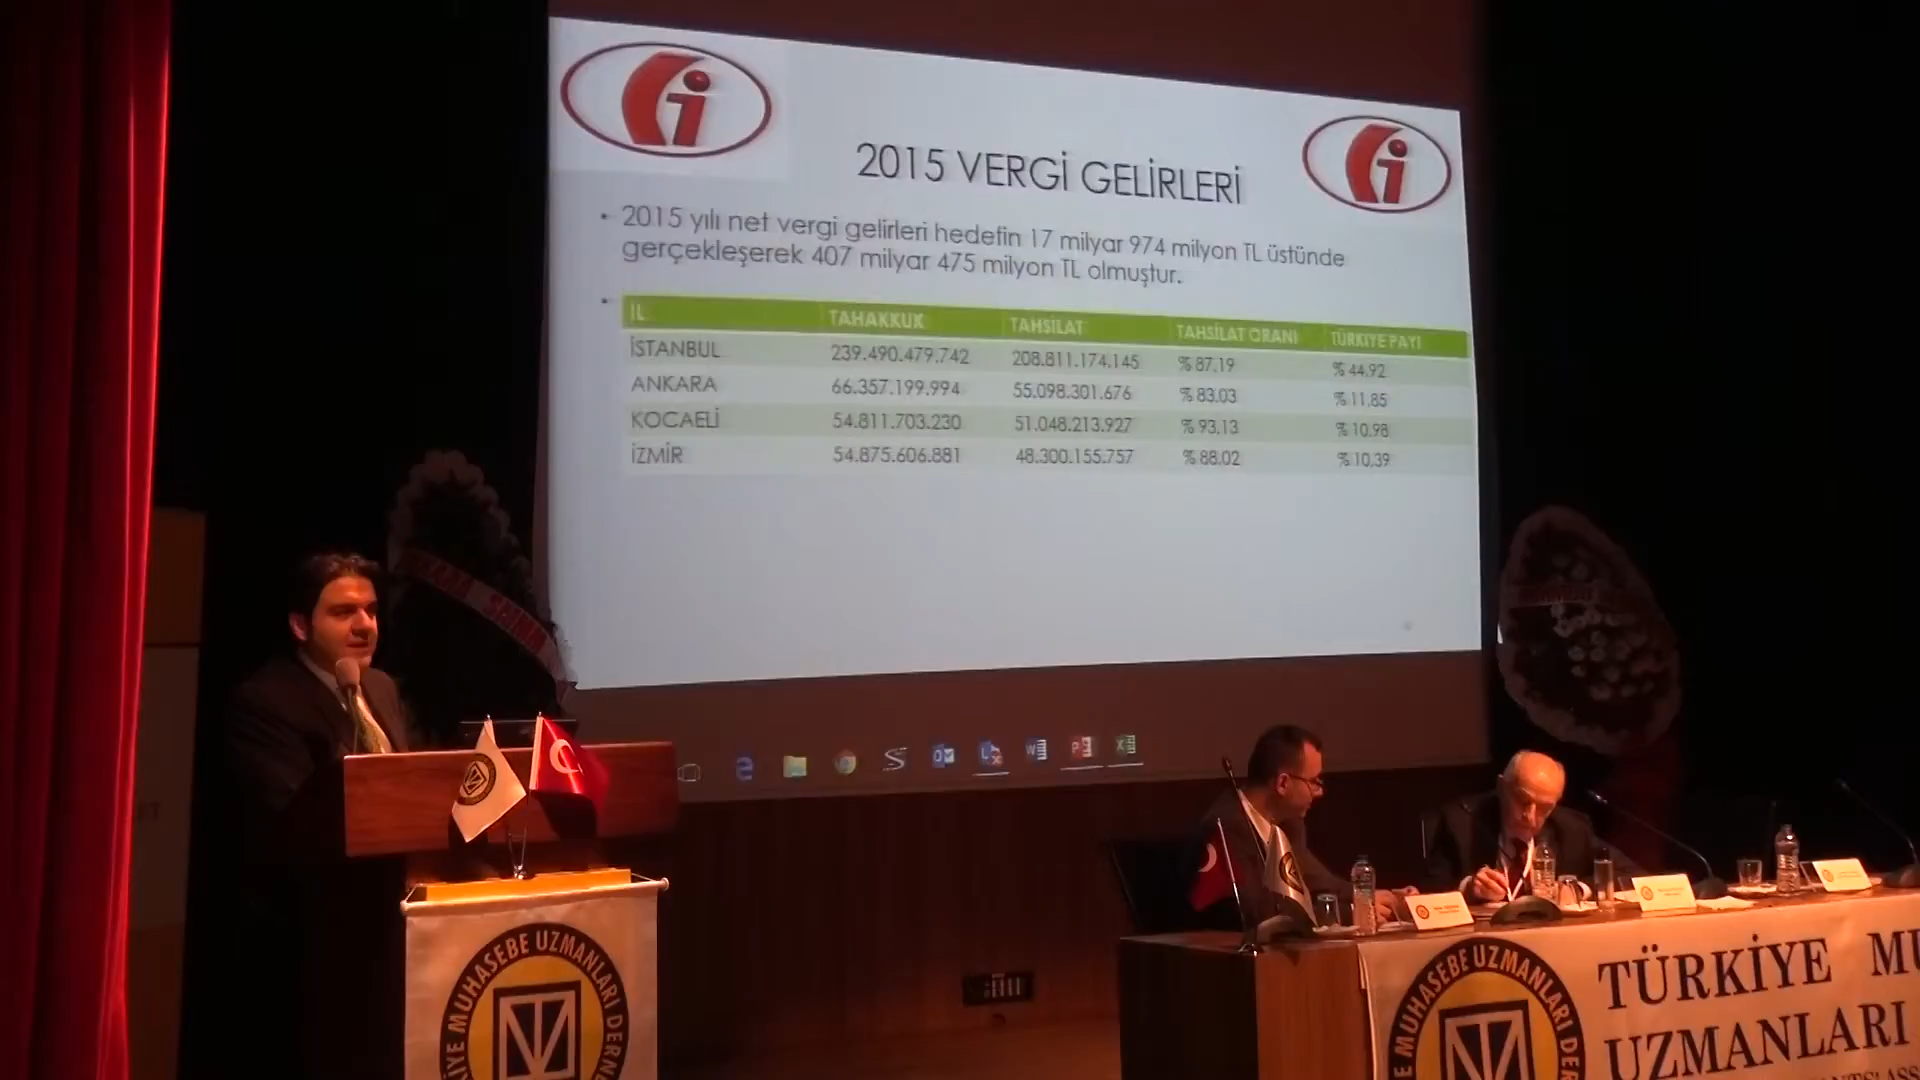 2015 VERGİ GELİRLERİ
• 2015 yılı net vergi gelirleri hedefin 17 milyar 974 milyon TL üstünde
gerçekleşerek 407 milyar 475 milyon TL olmuştur.
İL TAHAKKUK TAHSİLAT TAHSİLAT ORANI TÜRKİYE PAYI
İSTANBUL 239.490.479.742 208.811.174.145 % 87,19 % 44,92
ANKARA 66.357.199.994 55.098.301.676 % 83,03 % 11,85
KOCAELİ 54.811.703.230 51.048.213.927 % 93,13 % 10,98
İZMİR 54.875.606.881 48.300.155.757 % 88,02 % 10,39
MUHASEBE UZMANLARI
MUHASEBE UZMANLARI
TÜRKİYE
UZMANLARI